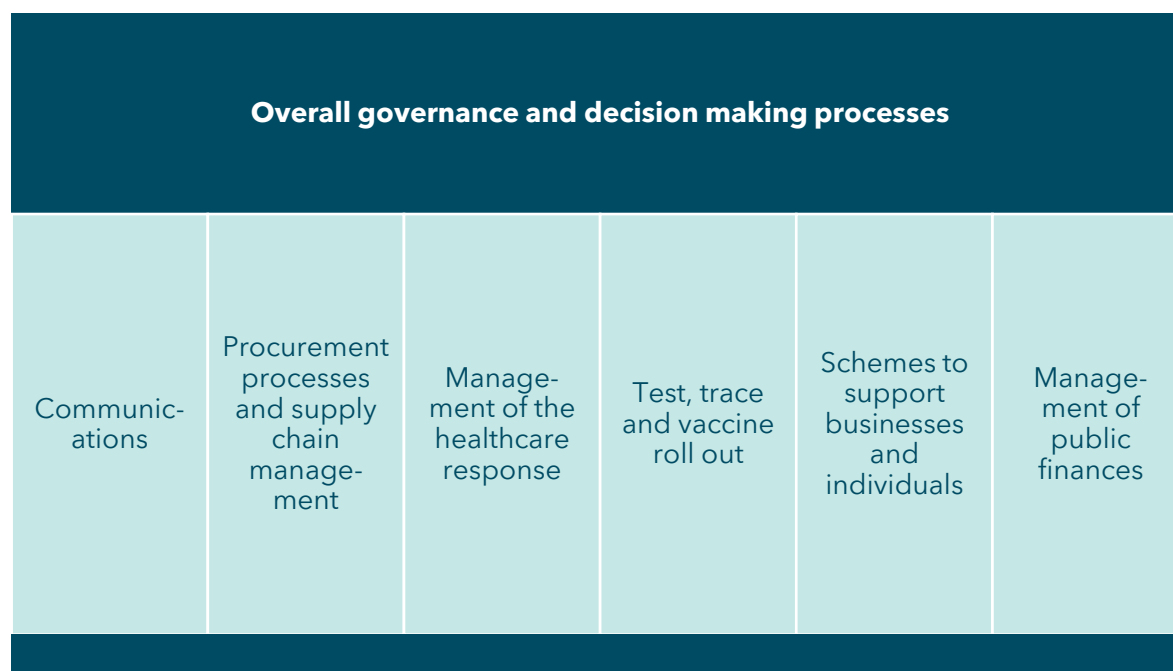 Overall governance and decision making processes
Communic-
ations
Procurement
processes
and supply
chain
manage-
ment
Manage-
ment of the
healthcare
response
Test, trace
and vaccine
roll out
Schemes to
support
businesses
and
individuals
Manage-
ment of
public
finances